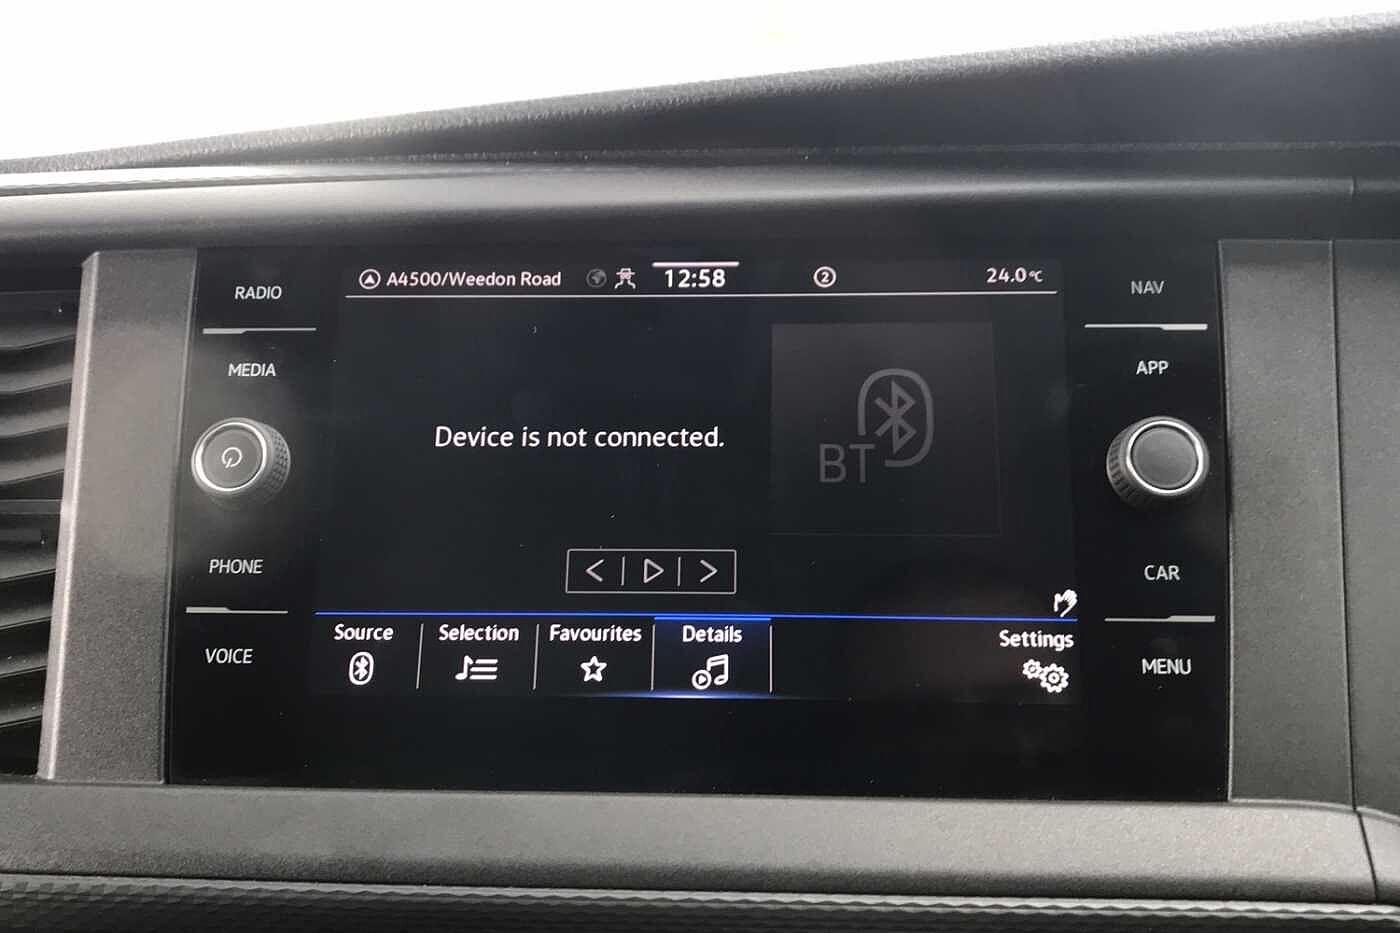 RADIO
MEDIA
PHONE
VOICE
A4500/Weedon Road
12:58
2
24.0°C
Device is not connected.
BT
Source
Selection
Favourites
Details
Settings
NAV
APP
CAR
MENU